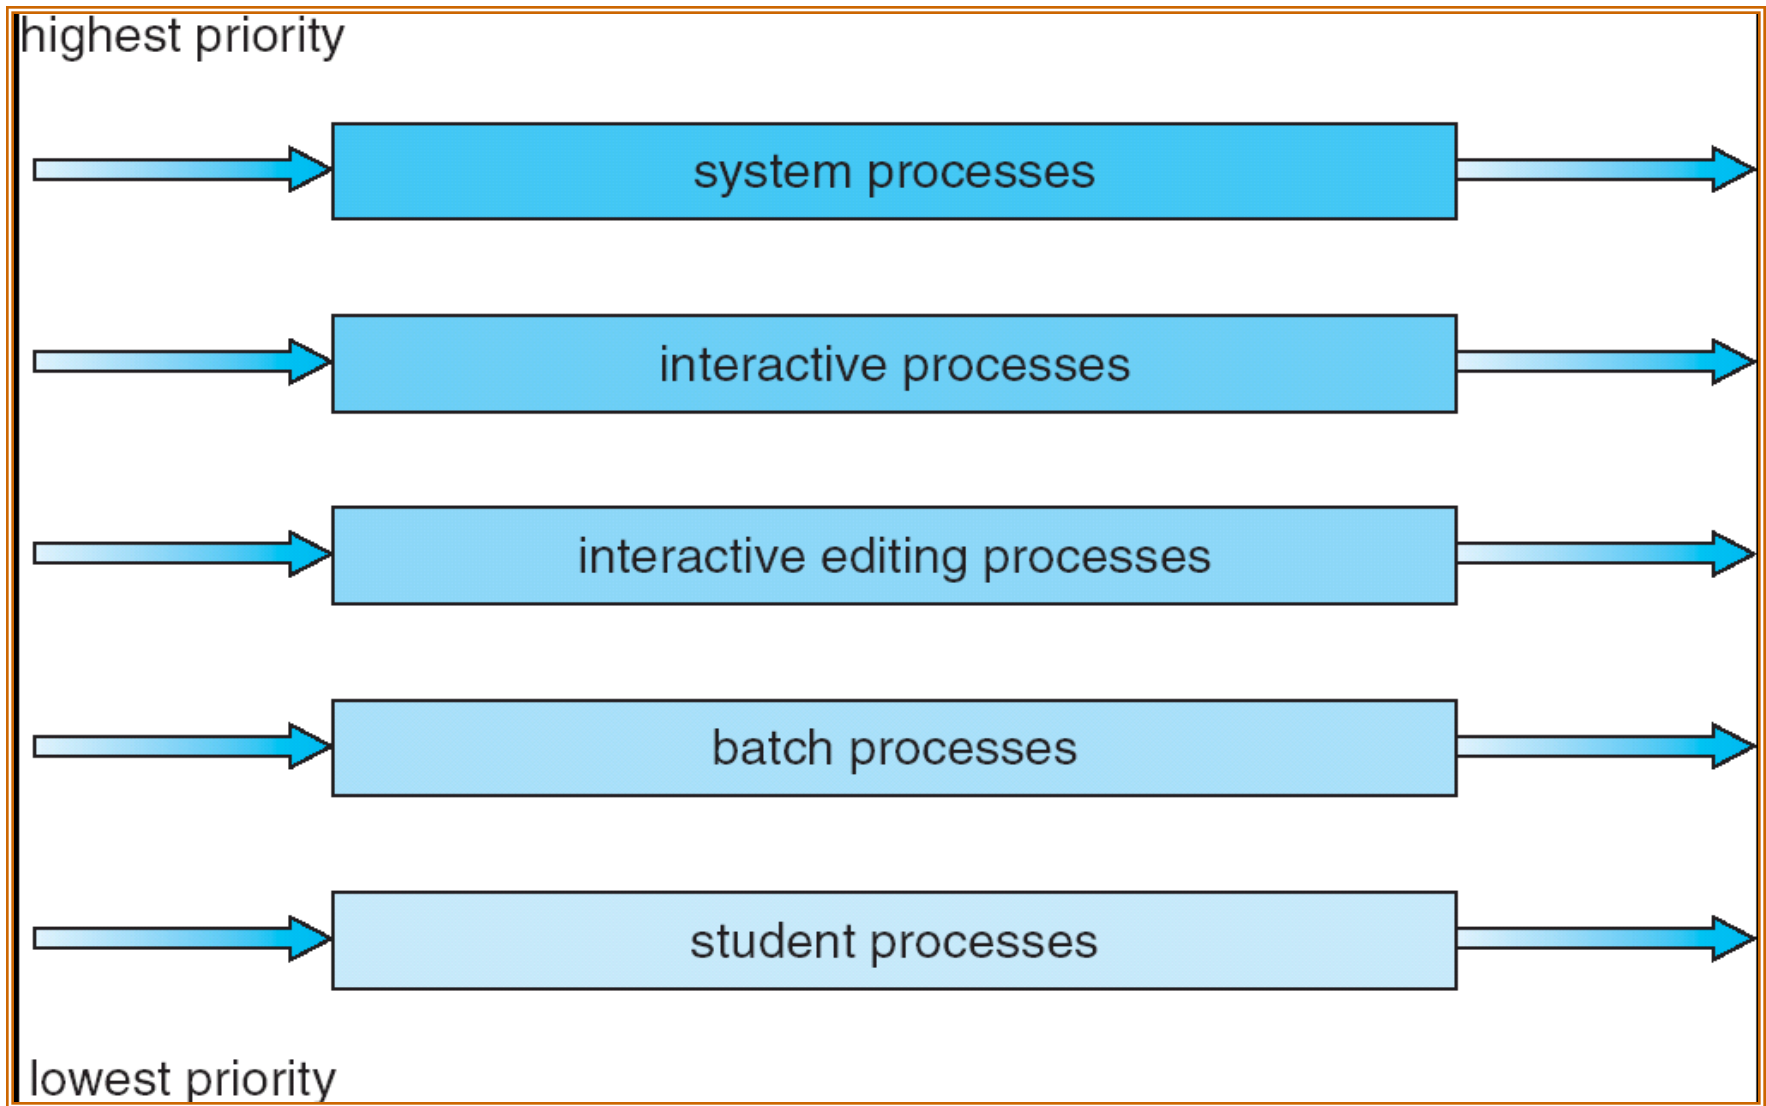 highest priority
system processes
interactive processes
interactive editing processes
batch processes
student processes
lowest priority